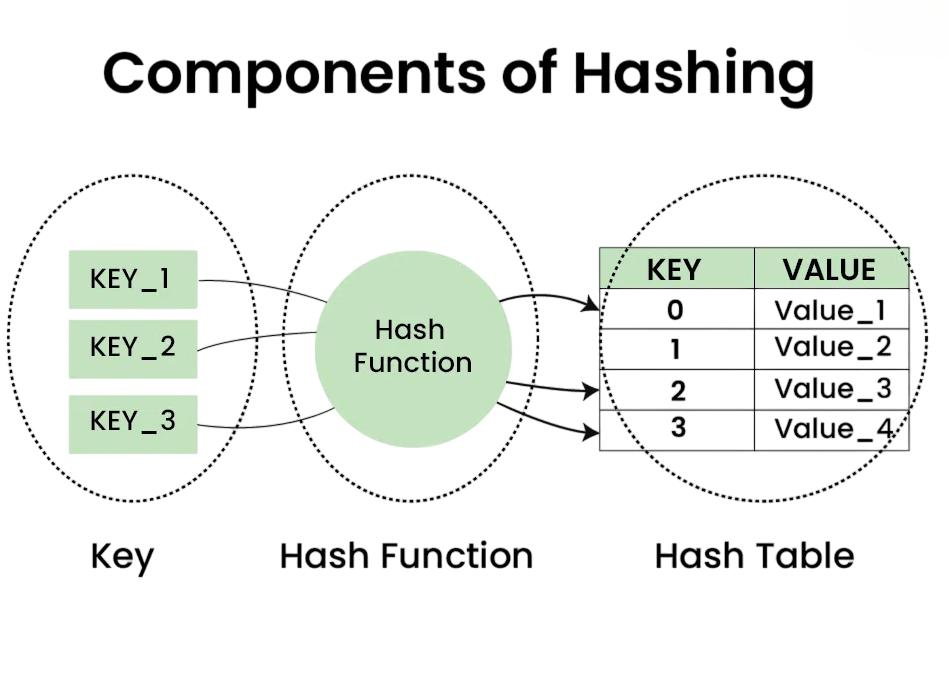 Components of Hashing
KEY_1
KEY_2
KEY_3
Hash
Function
KEY VALUE
0 Value_1
1 Value_2
2 Value_3
3 Value_4
Key
Hash Function
Hash Table